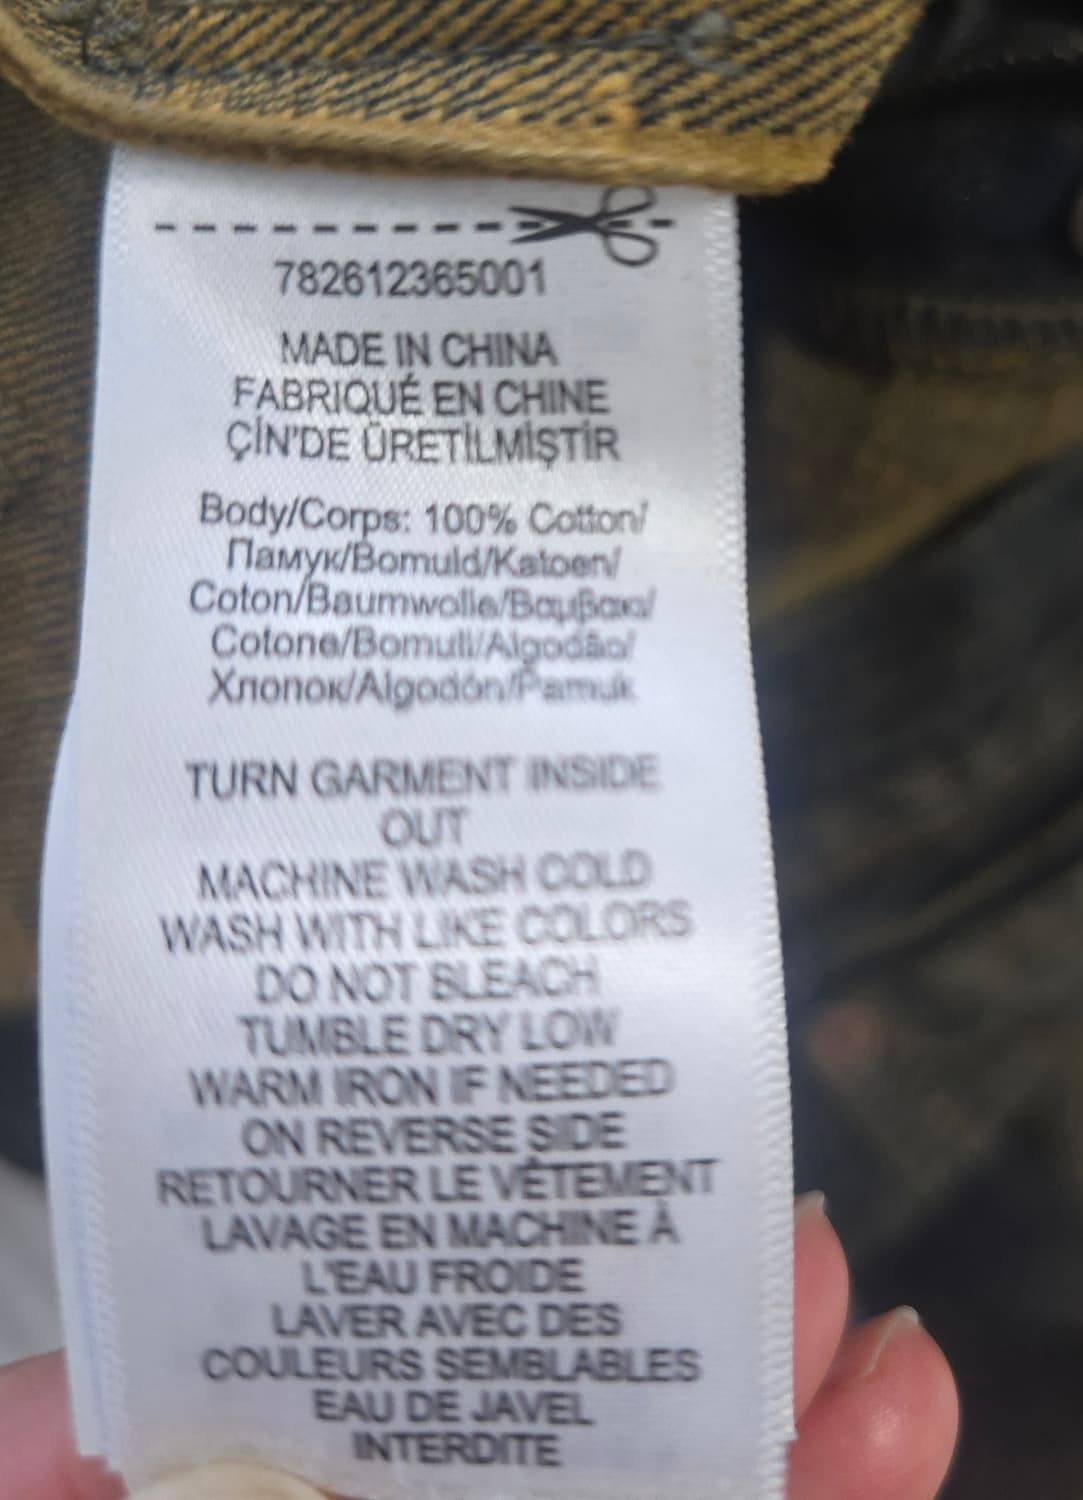 782612365001
MADE IN CHINA
FABRIQUÉ EN CHINE
ÇİN'DE ÜRETİLMİŞTİR
Body/Corps: 100% Cotton/
Памук/Bomuld/Katoen/
Coton/Baumwolle/Βαμβακι/
Cotone/Bomull/Algodão/
Хлопок/Algodón/Pamuk
TURN GARMENT INSIDE
OUT
MACHINE WASH COLD
WASH WITH LIKE COLORS
DO NOT BLEACH
TUMBLE DRY LOW
WARM IRON IF NEEDED
ON REVERSE SIDE
RETOURNER LE VÊTEMENT
LAVAGE EN MACHINE À
L'EAU FROIDE
LAVER AVEC DES
COULEURS SEMBLABLES
EAU DE JAVEL
INTERDITE